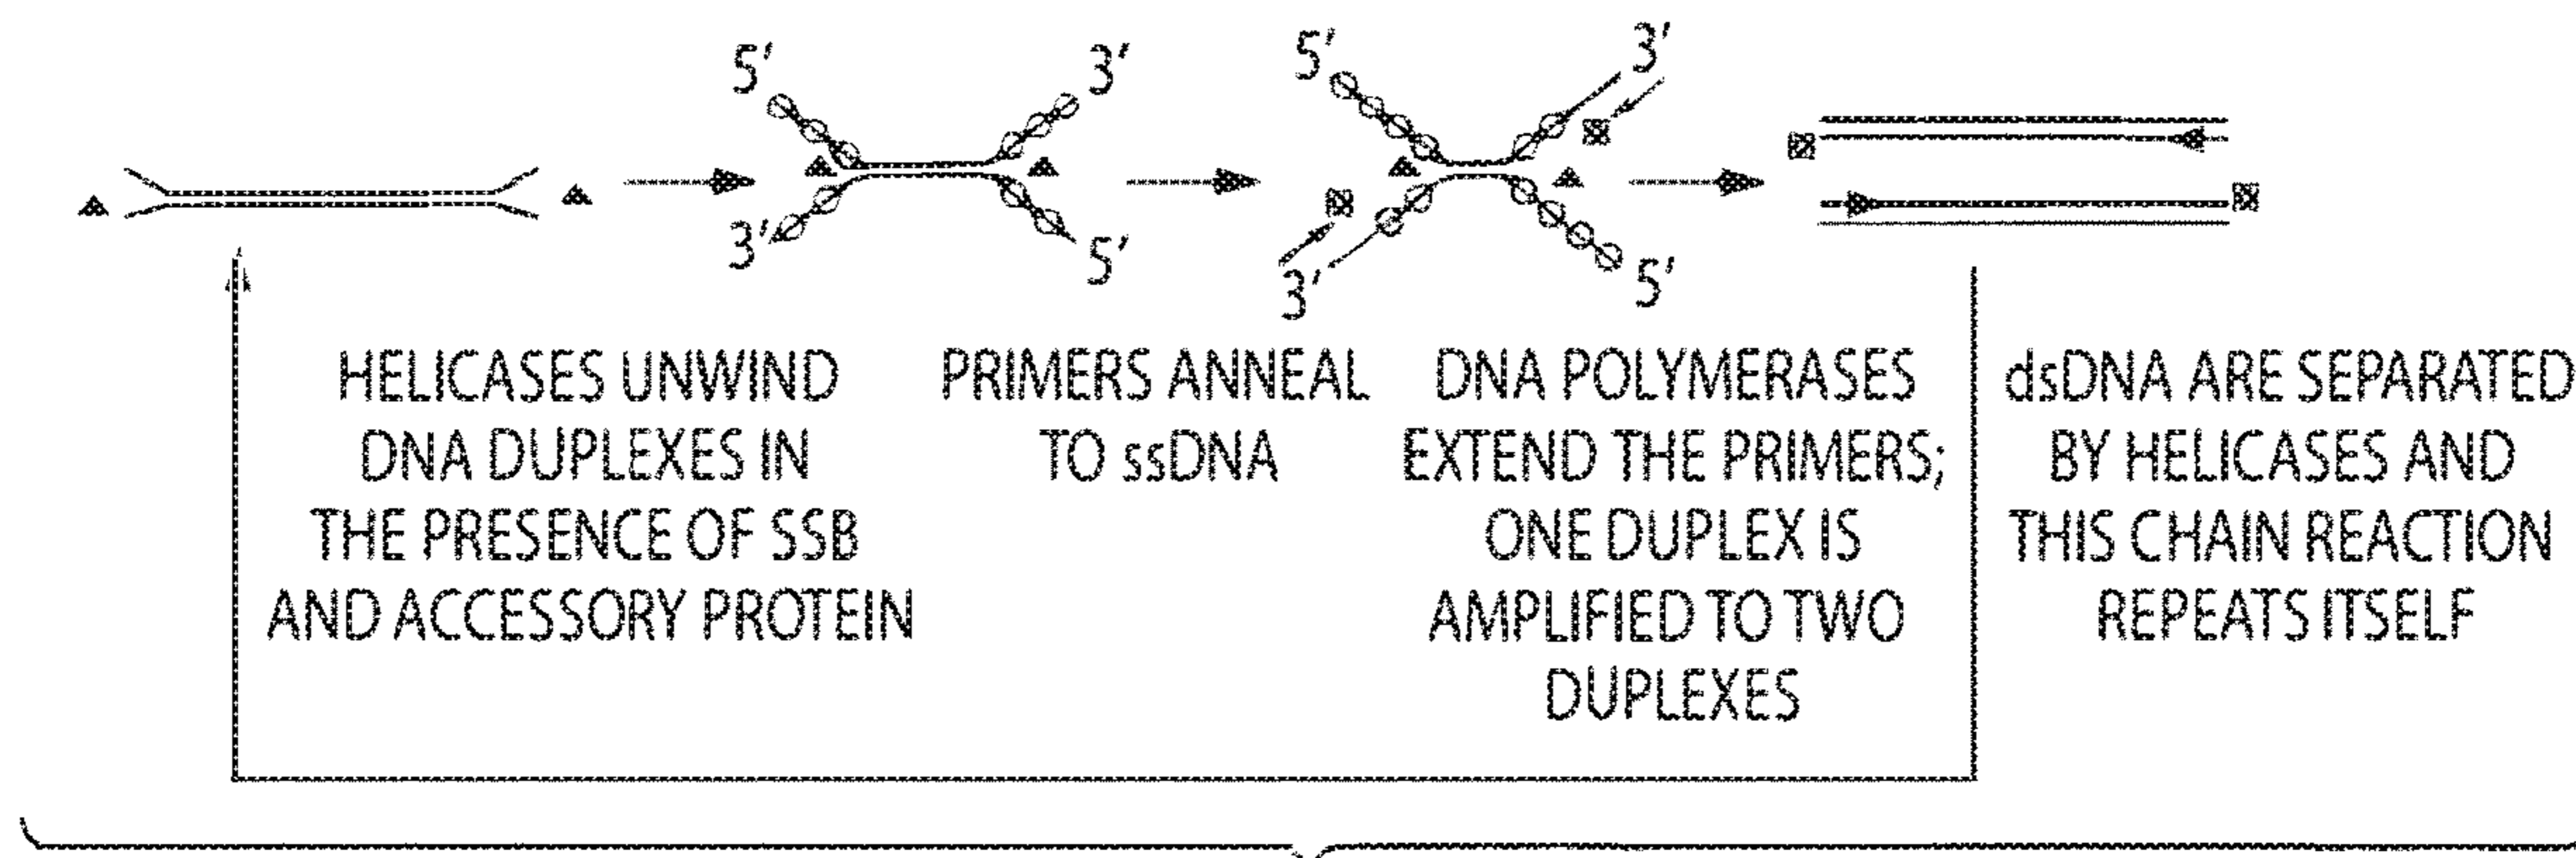 5' 3' 5' 3'
3' 5' 3' 5'
HELICASES UNWIND
DNA DUPLEXES IN
THE PRESENCE OF SSB
AND ACCESSORY PROTEIN
PRIMERS ANNEAL
TO ssDNA
DNA POLYMERASES
EXTEND THE PRIMERS;
ONE DUPLEX IS
AMPLIFIED TO TWO
DUPLEXES
dsDNA ARE SEPARATED
BY HELICASES AND
THIS CHAIN REACTION
REPEATS ITSELF